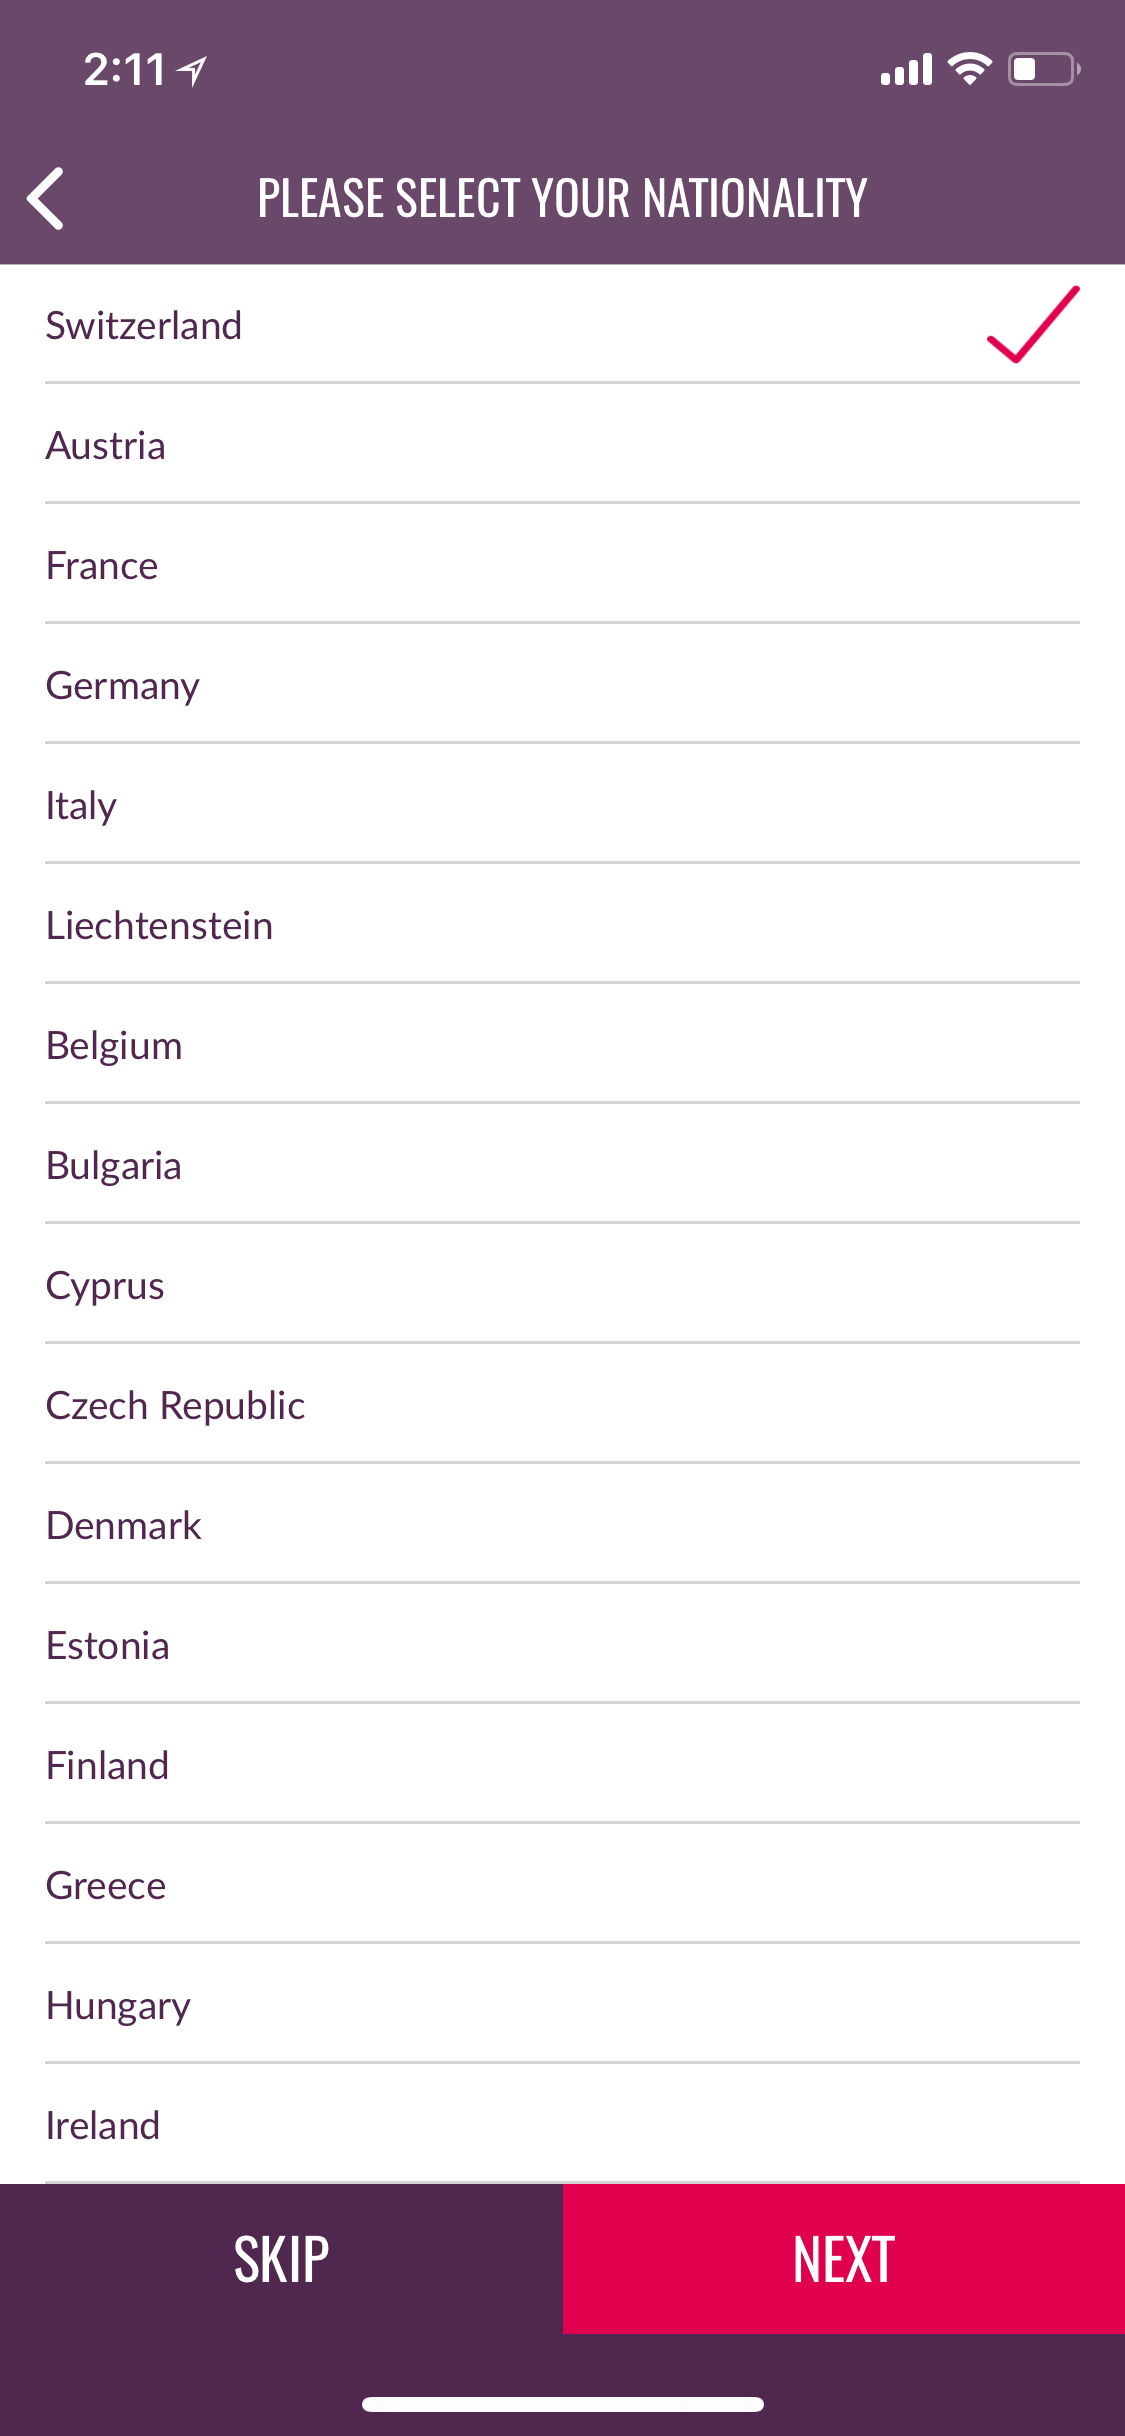 2:11
PLEASE SELECT YOUR NATIONALITY
Switzerland
Austria
France
Germany
Italy
Liechtenstein
Belgium
Bulgaria
Cyprus
Czech Republic
Denmark
Estonia
Finland
Greece
Hungary
Ireland
SKIP
NEXT